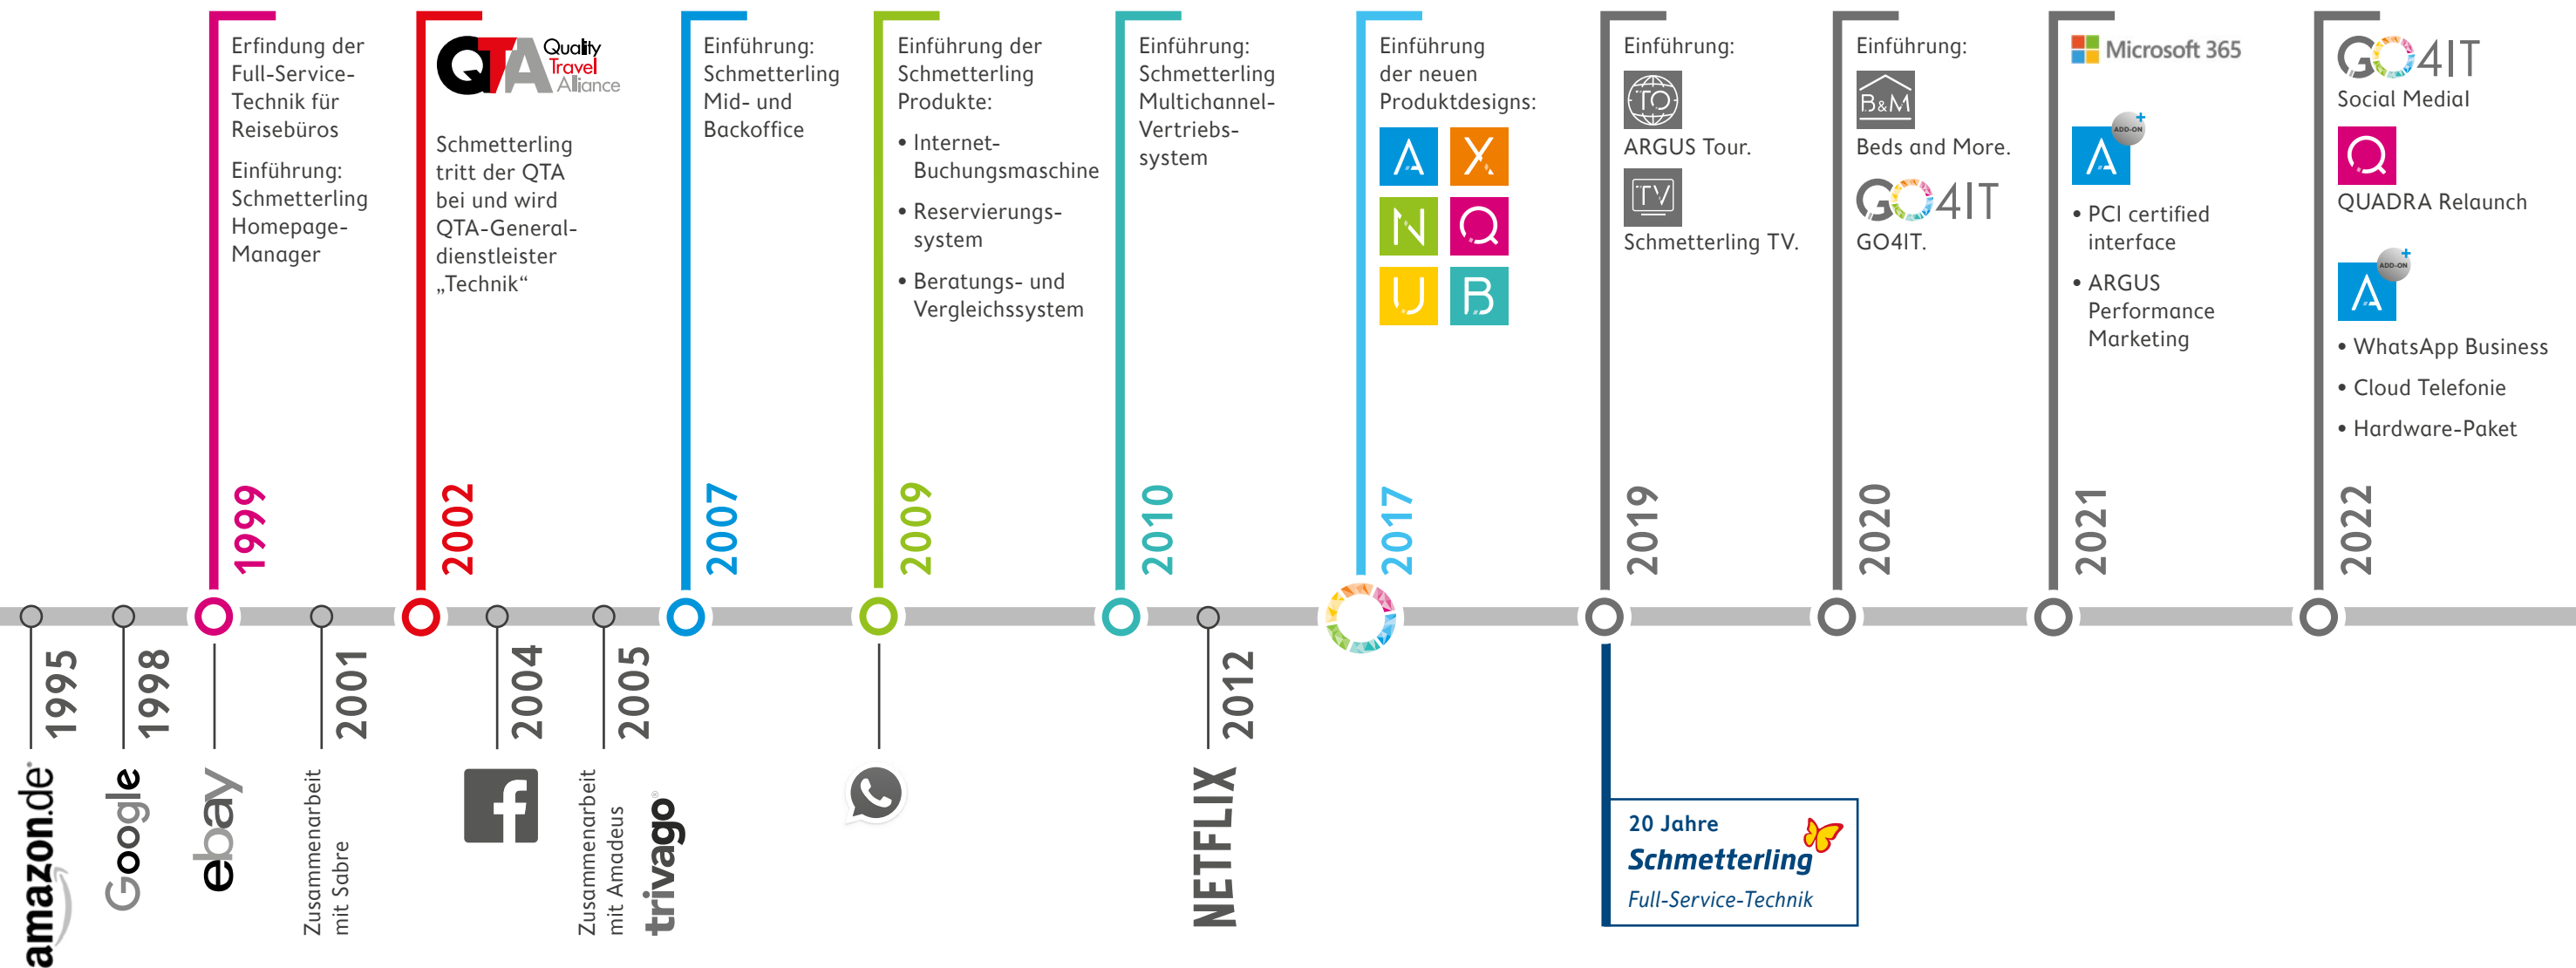 Erfindung der
Full-Service-
Technik für
Reisebüros
Einführung:
Schmetterling
Homepage-
Manager
1999
QTA Quality
Travel
Alliance
Schmetterling
tritt der QTA
bei und wird
QTA-General-
dienstleister
„Technik“
2002
Einführung:
Schmetterling
Mid- und
Backoffice
2007
Einführung der
Schmetterling
Produkte:
• Internet-
Buchungsmaschine
• Reservierungs-
system
• Beratungs- und
Vergleichssystem
2009
Einführung:
Schmetterling
Multichannel-
Vertriebs-
system
2010
Einführung
der neuen
Produktdesigns:
A X
N Q
U B
2017
Einführung:
TO
ARGUS Tour.
TV
Schmetterling TV.
2019
Einführung:
B&M
Beds and More.
GO4IT
GO4IT.
2020
Microsoft 365
A ADD-ON +
• PCI certified
interface
• ARGUS
Performance
Marketing
2021
GO4IT
Social Medial
Q
QUADRA Relaunch
A ADD-ON +
• WhatsApp Business
• Cloud Telefonie
• Hardware-Paket
2022
1995
amazon.de®
1998
Google
ebay
2001
Zusammenarbeit
mit Sabre
2004
f
2005
Zusammenarbeit
mit Amadeus
trivago®
2012
NETFLIX
20 Jahre
Schmetterling
Full-Service-Technik